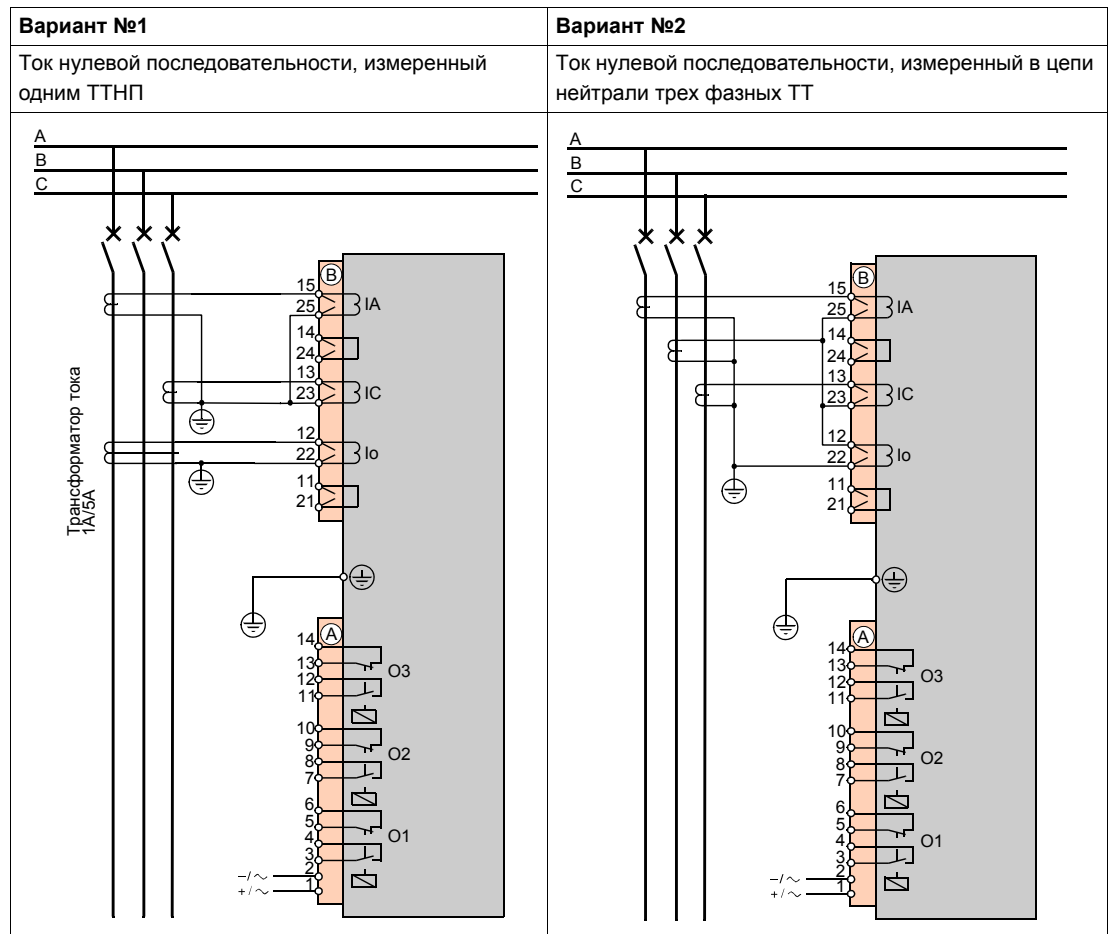 Вариант №1
Ток нулевой последовательности, измеренный
одним ТТНП
A
B
C
Трансформатор тока
1А/5А
B
15
25
IA
14
24
13
23
IC
12
22
Io
11
21
A
14
13
12
11
O3
10
9
8
7
O2
6
5
4
3
O1
2
1
–/∼
+/∼
Вариант №2
Ток нулевой последовательности, измеренный в цепи
нейтрали трех фазных ТТ
A
B
C
B
15
25
IA
14
24
13
23
IC
12
22
Io
11
21
A
14
13
12
11
O3
10
9
8
7
O2
6
5
4
3
O1
2
1
–/∼
+/∼